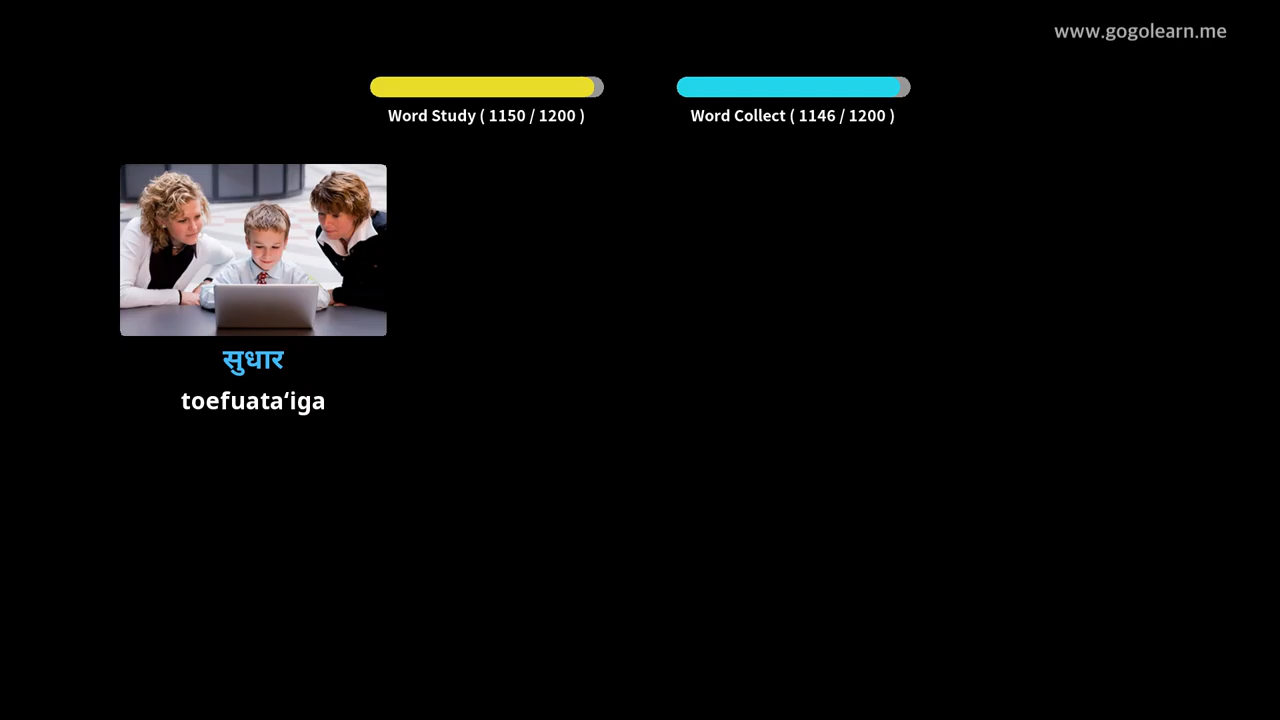 www.gogolearn.me
Word Study ( 1150 / 1200 )
Word Collect ( 1146 / 1200 )
सुधार
toefuata‘iga